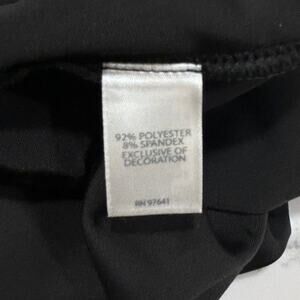 92% POLYESTER
8% SPANDEX
EXCLUSIVE OF
DECORATION
RN 97641